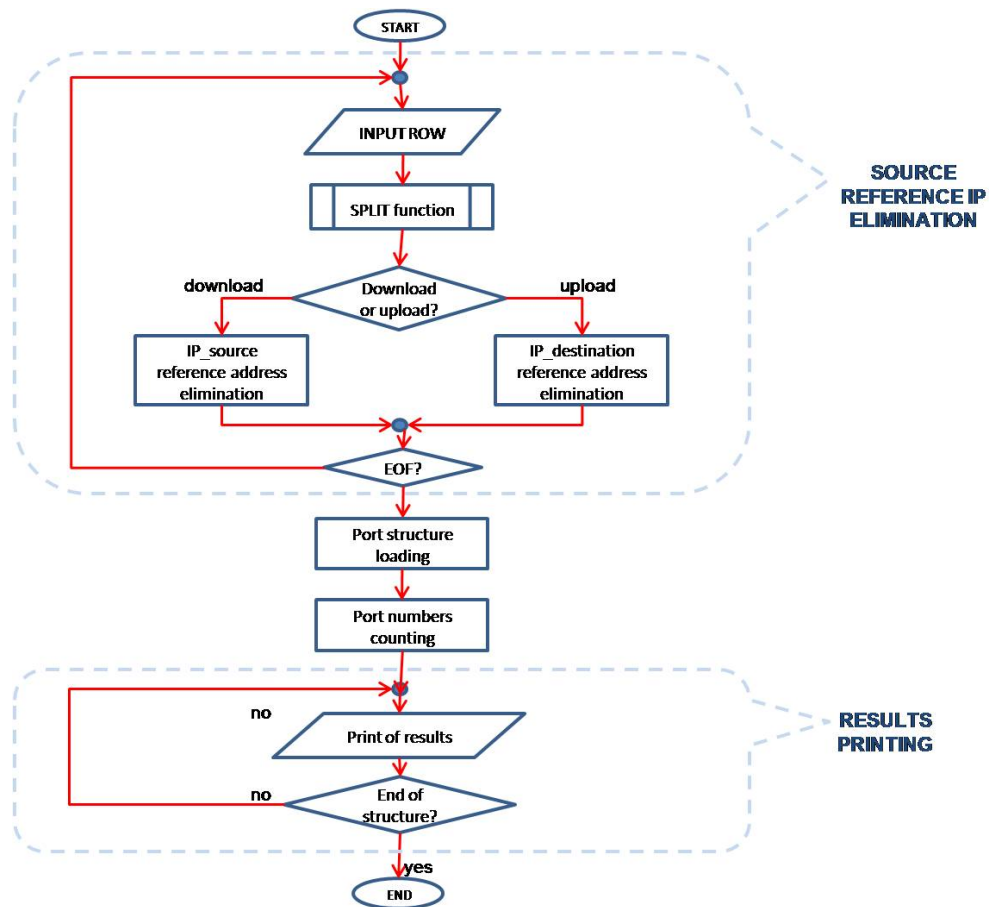 START
INPUT ROW
SOURCE
REFERENCE IP
ELIMINATION
SPLIT function
download
Download
or upload?
upload
IP_source
reference address
elimination
IP_destination
reference address
elimination
EOF?
Port structure
loading
Port numbers
counting
no
Print of results
RESULTS
PRINTING
no
End of
structure?
yes
END